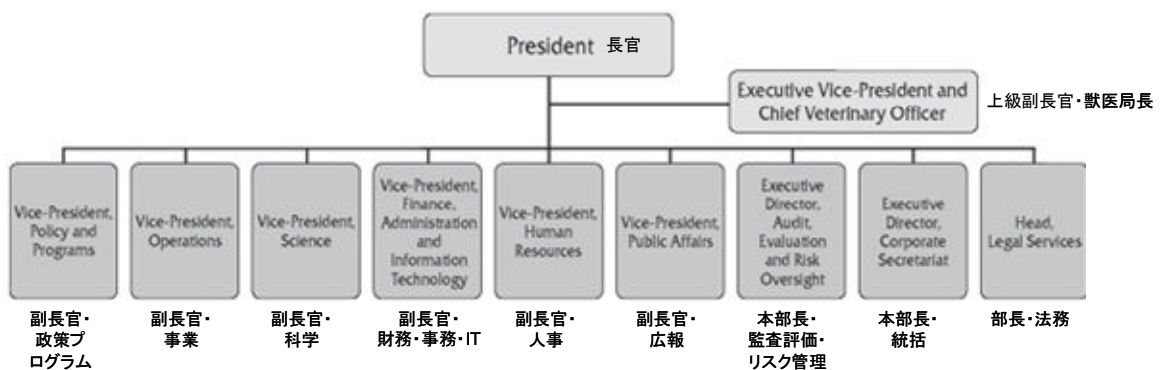 President 長官
Executive Vice-President and
Chief Veterinary Officer
上級副長官・獣医局長
Vice-President,
Policy and
Programs
Vice-President,
Operations
Vice-President,
Science
Vice-President,
Finance,
Administration
and
Information
Technology
Vice-President,
Human
Resources
Vice-President,
Public Affairs
Executive
Director,
Audit,
Evaluation
and Risk
Oversight
Executive
Director,
Corporate
Secretariat
Head,
Legal Services
副長官・
政策プ
ログラム
副長官・
事業
副長官・
科学
副長官・
財務・事務・IT
副長官・
人事
副長官・
広報
本部長・
監査評価・
リスク管理
本部長・
統括
部長・法務